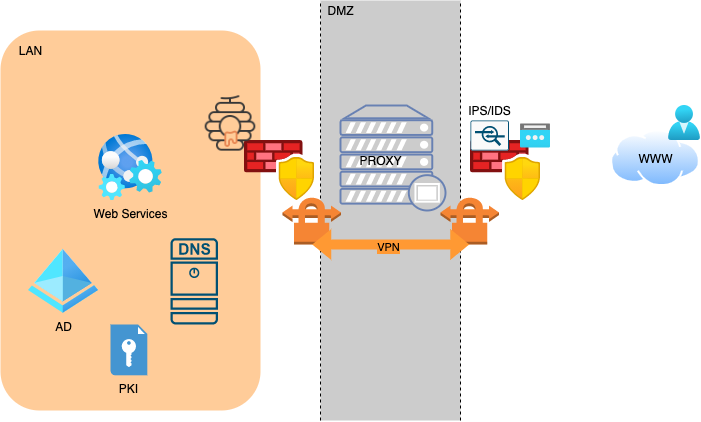 DMZ
LAN
IPS/IDS
PROXY
WWW
Web Services
VPN
DNS
AD
PKI